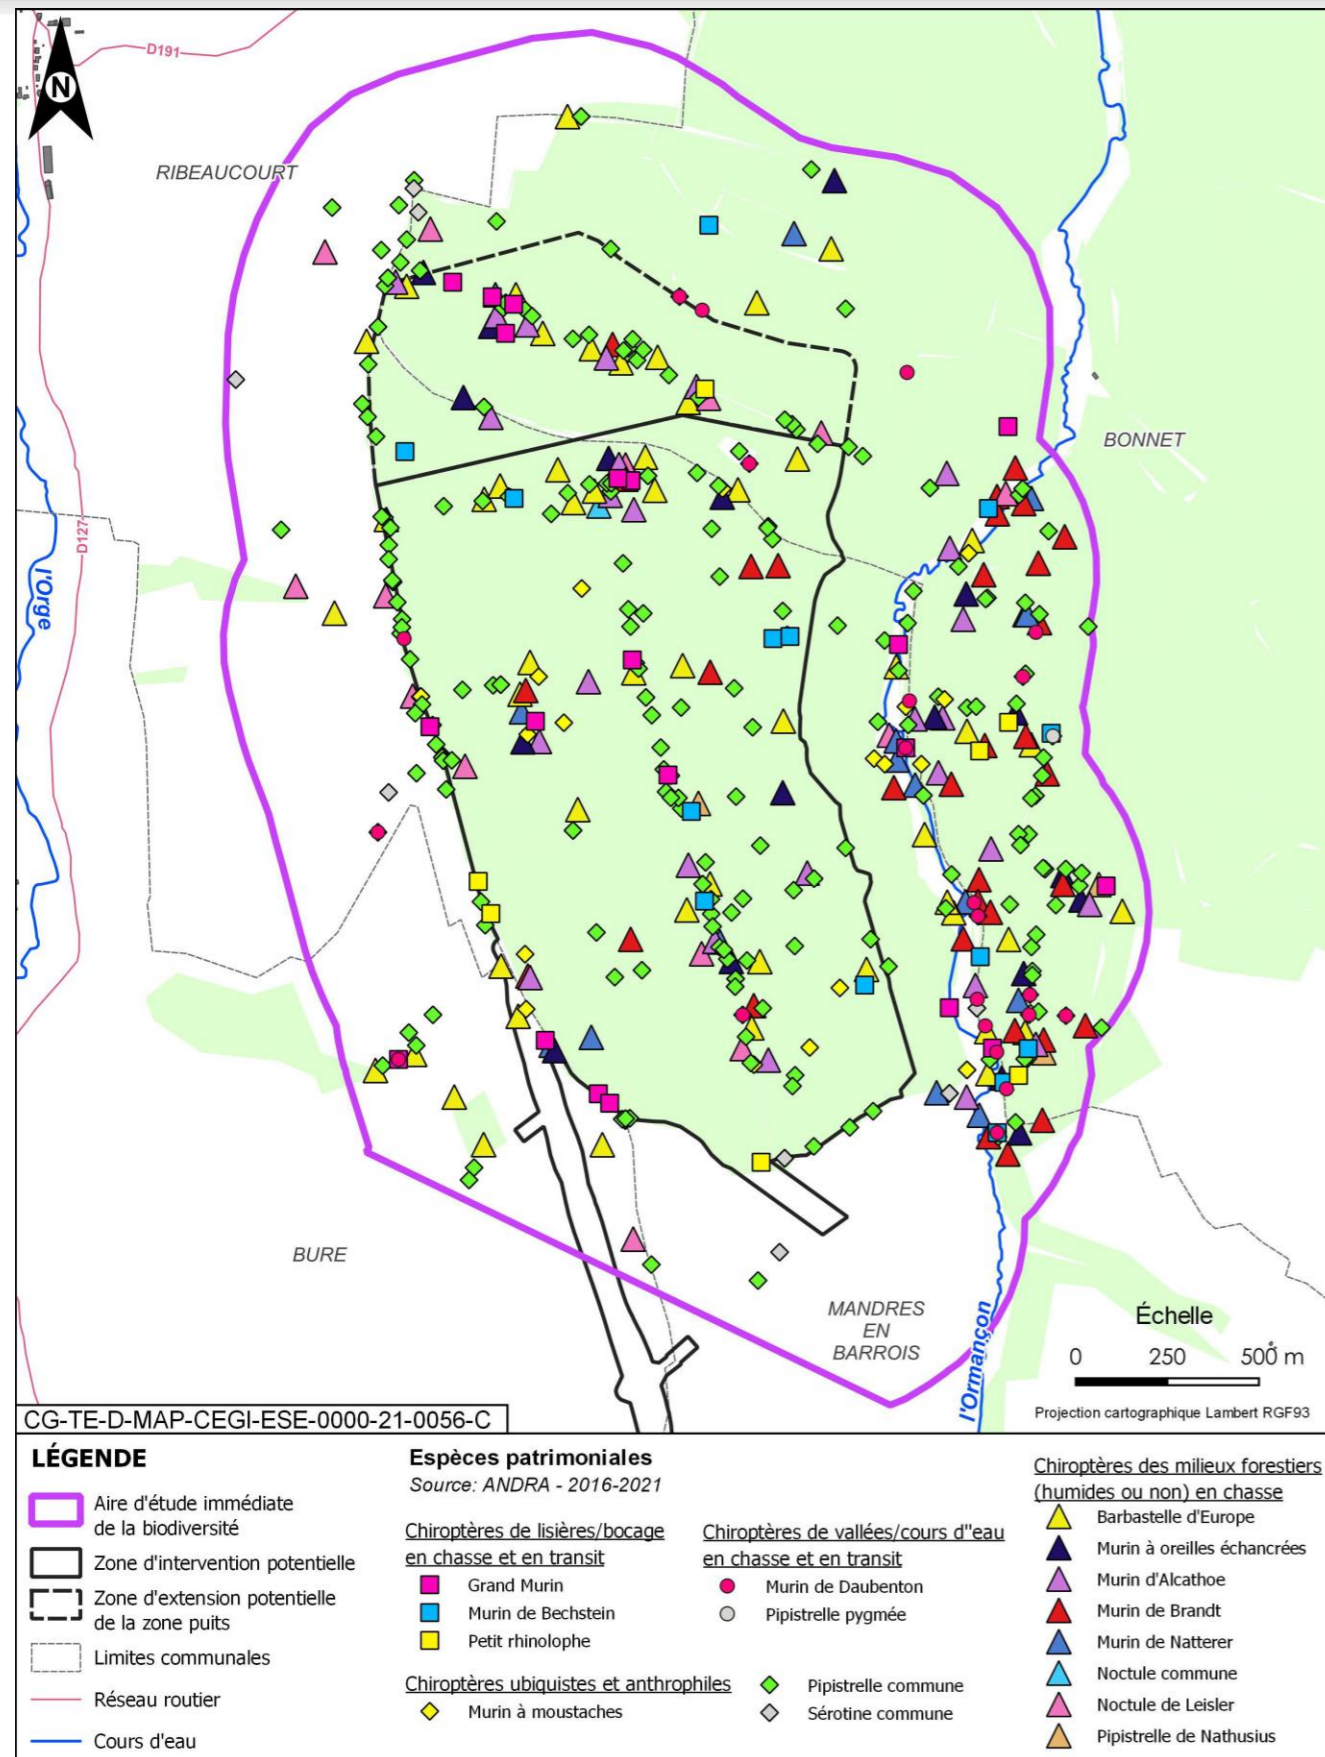 D191
N
RIBEAUCOURT
BONNET
D127
l'Orge
BURE
MANDRES
EN
BARROIS
l'Ormançon
Échelle
0 250 500 m
Projection cartographique Lambert RGF93
CG-TE-D-MAP-CEGI-ESE-0000-21-0056-C
LÉGENDE
Aire d'étude immédiate
de la biodiversité
Zone d'intervention potentielle
Zone d'extension potentielle
de la zone puits
Limites communales
Réseau routier
Cours d'eau
Espèces patrimoniales
Source: ANDRA - 2016-2021
Chiroptères de lisières/bocage
en chasse et en transit
Grand Murin
Murin de Bechstein
Petit rhinolophe
Chiroptères ubiquistes et anthrophiles
Murin à moustaches
Chiroptères de vallées/cours d''eau
en chasse et en transit
Murin de Daubenton
Pipistrelle pygmée
Pipistrelle commune
Sérotine commune
Chiroptères des milieux forestiers
(humides ou non) en chasse
Barbastelle d'Europe
Murin à oreilles échancrées
Murin d'Alcathoe
Murin de Brandt
Murin de Natterer
Noctule commune
Noctule de Leisler
Pipistrelle de Nathusius